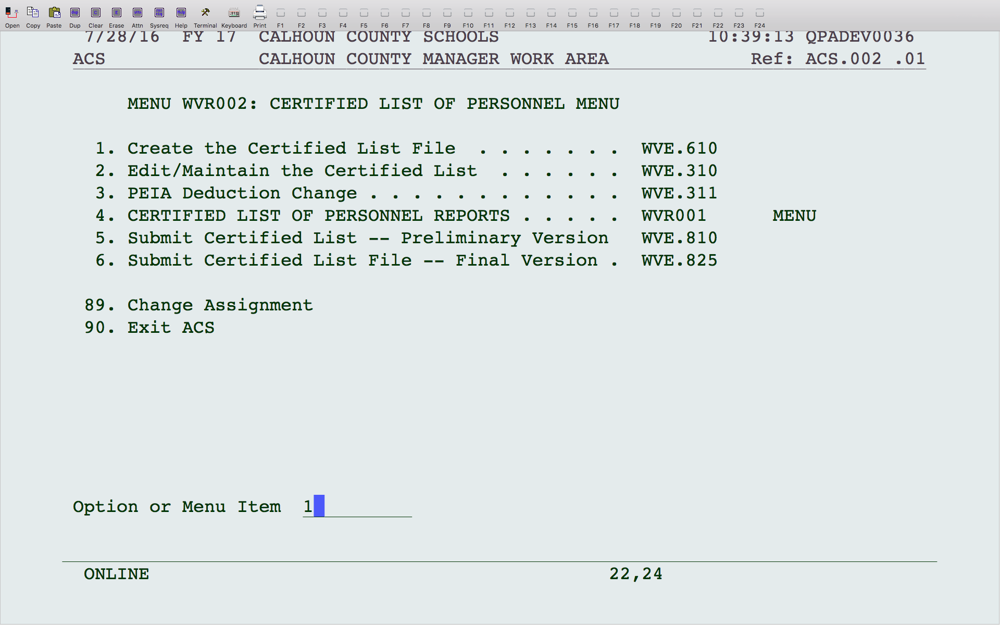 Open Copy Paste Dup Clear Erase Attn Sysreq Help Terminal Keyboard Print F1 F2 F3 F4 F5 F6 F7 F8 F9 F10 F11 F12 F13 F14 F15 F16 F17 F18 F19 F20 F21 F22 F23 F24
7/28/16 FY 17 CALHOUN COUNTY SCHOOLS 10:39:13 QPADEV0036
ACS CALHOUN COUNTY MANAGER WORK AREA Ref: ACS.002 .01
MENU WVR002: CERTIFIED LIST OF PERSONNEL MENU
1. Create the Certified List File . . . . . . . WVE.610
2. Edit/Maintain the Certified List . . . . . . WVE.310
3. PEIA Deduction Change . . . . . . . . . . . . WVE.311
4. CERTIFIED LIST OF PERSONNEL REPORTS . . . . . WVR001 MENU
5. Submit Certified List -- Preliminary Version WVE.810
6. Submit Certified List File -- Final Version . WVE.825
89. Change Assignment
90. Exit ACS
Option or Menu Item 1
ONLINE 22,24